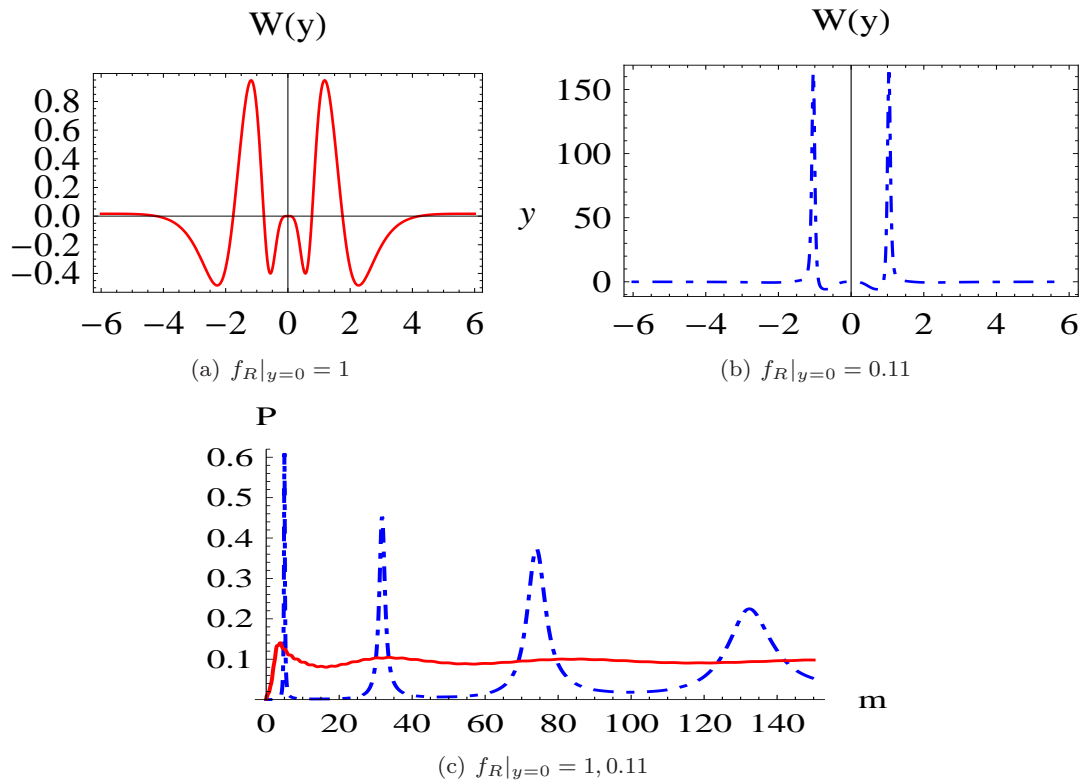 W(y)
0.8
0.6
0.4
0.2
0.0
−0.2
−0.4
−6 −4 −2 0 2 4 6
y
(a) f_R|_{y=0} = 1
W(y)
150
100
50
0
−6 −4 −2 0 2 4 6
(b) f_R|_{y=0} = 0.11
P
0.6
0.5
0.4
0.3
0.2
0.1
0 20 40 60 80 100 120 140
m
(c) f_R|_{y=0} = 1, 0.11